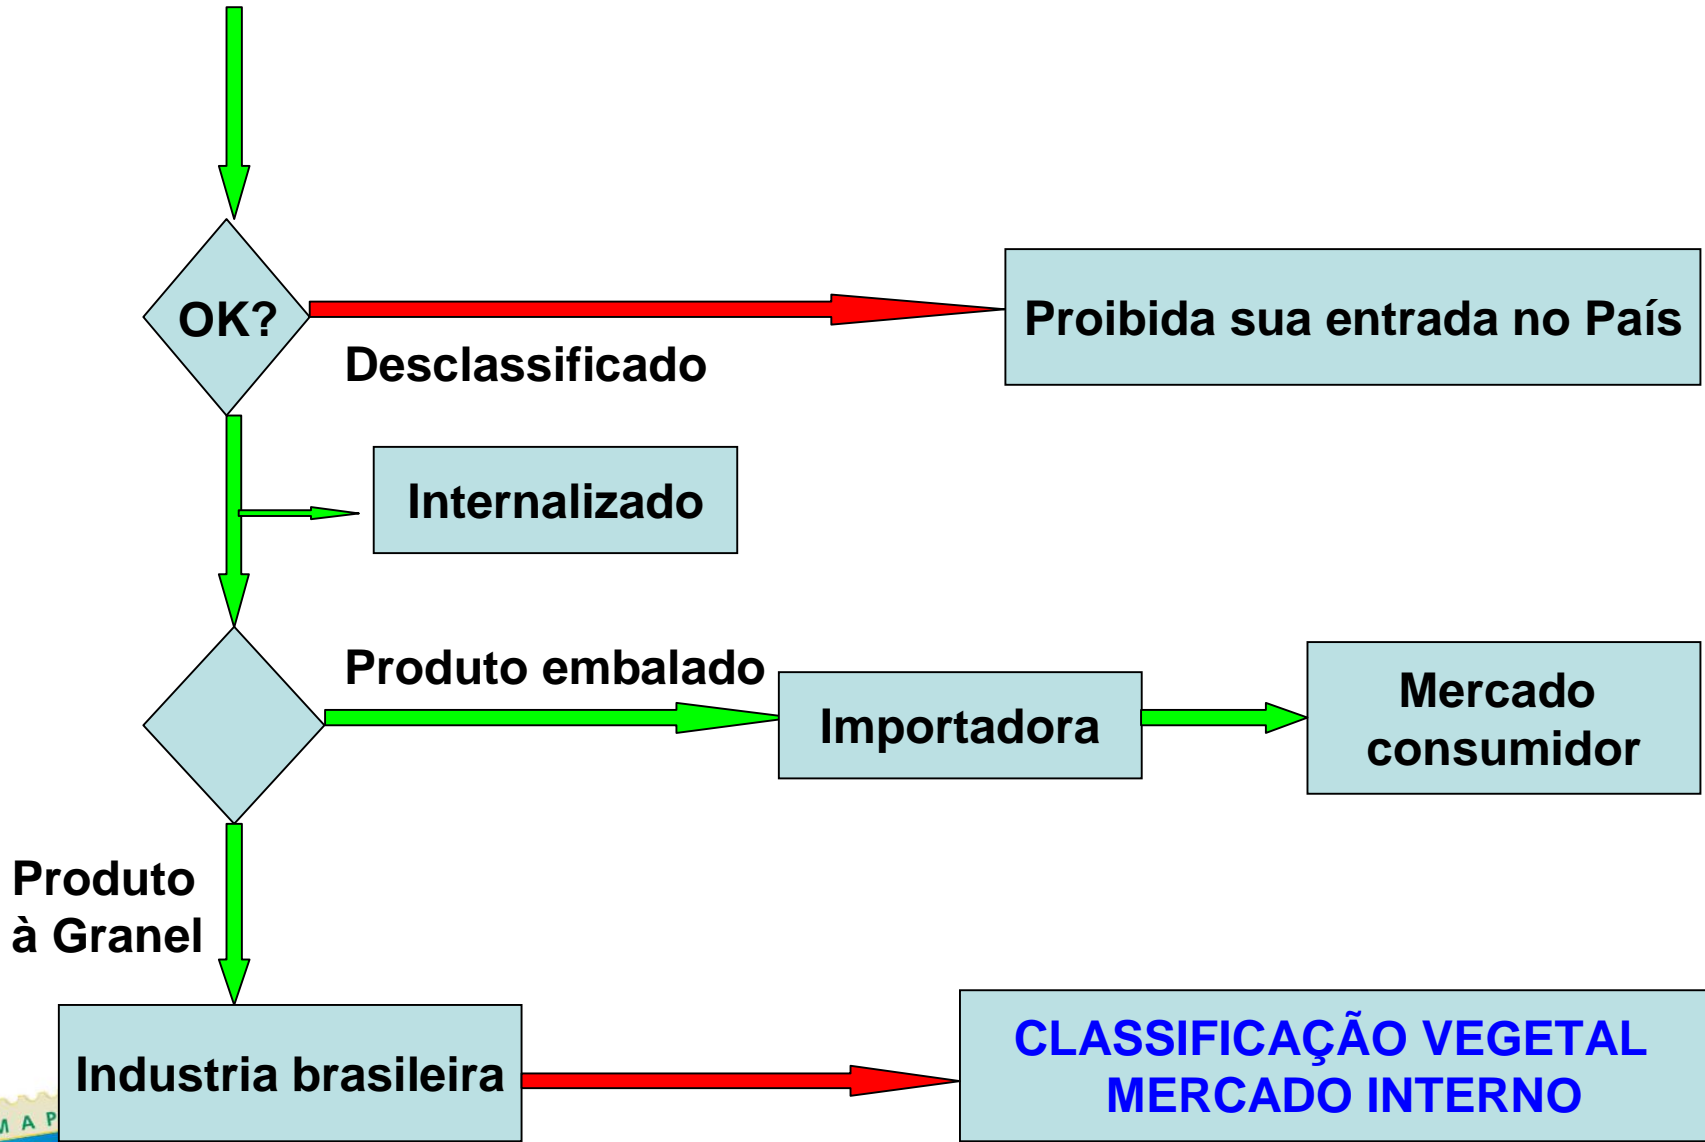 OK?
Desclassificado
Proibida sua entrada no País
Internalizado
Produto embalado
Importadora
Mercado
consumidor
Produto
à Granel
Industria brasileira
CLASSIFICAÇÃO VEGETAL
MERCADO INTERNO
M A P